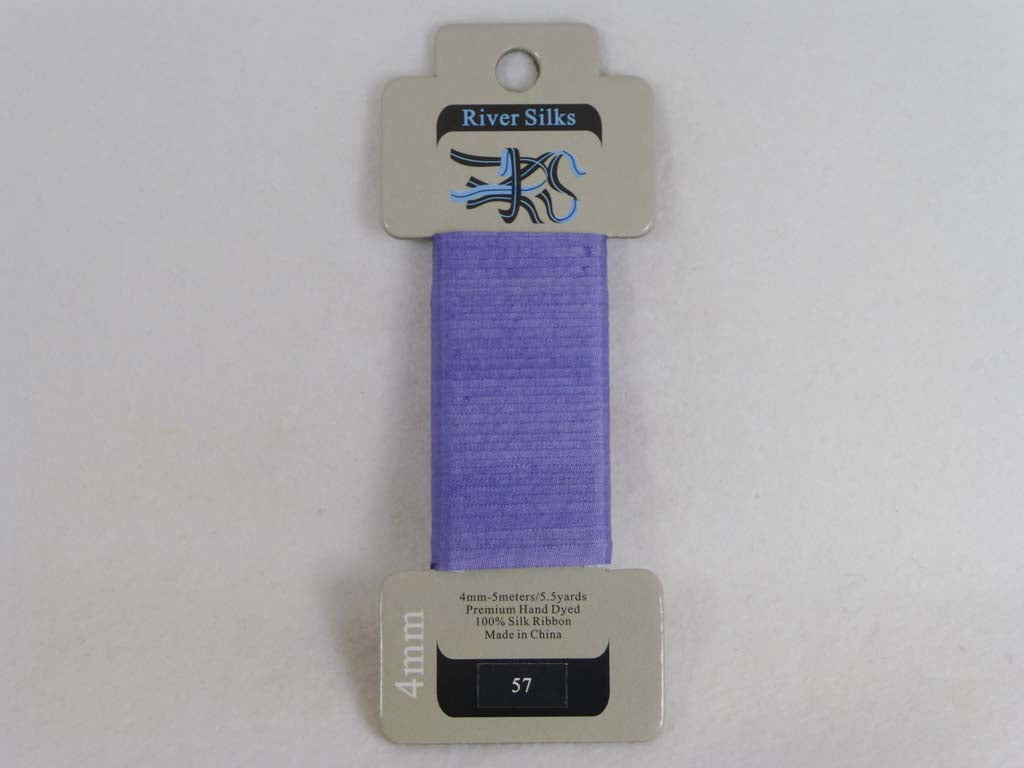 River Silks
4mm-5meters/5.5yards
Premium Hand Dyed
100% Silk Ribbon
Made in China
4mm
57